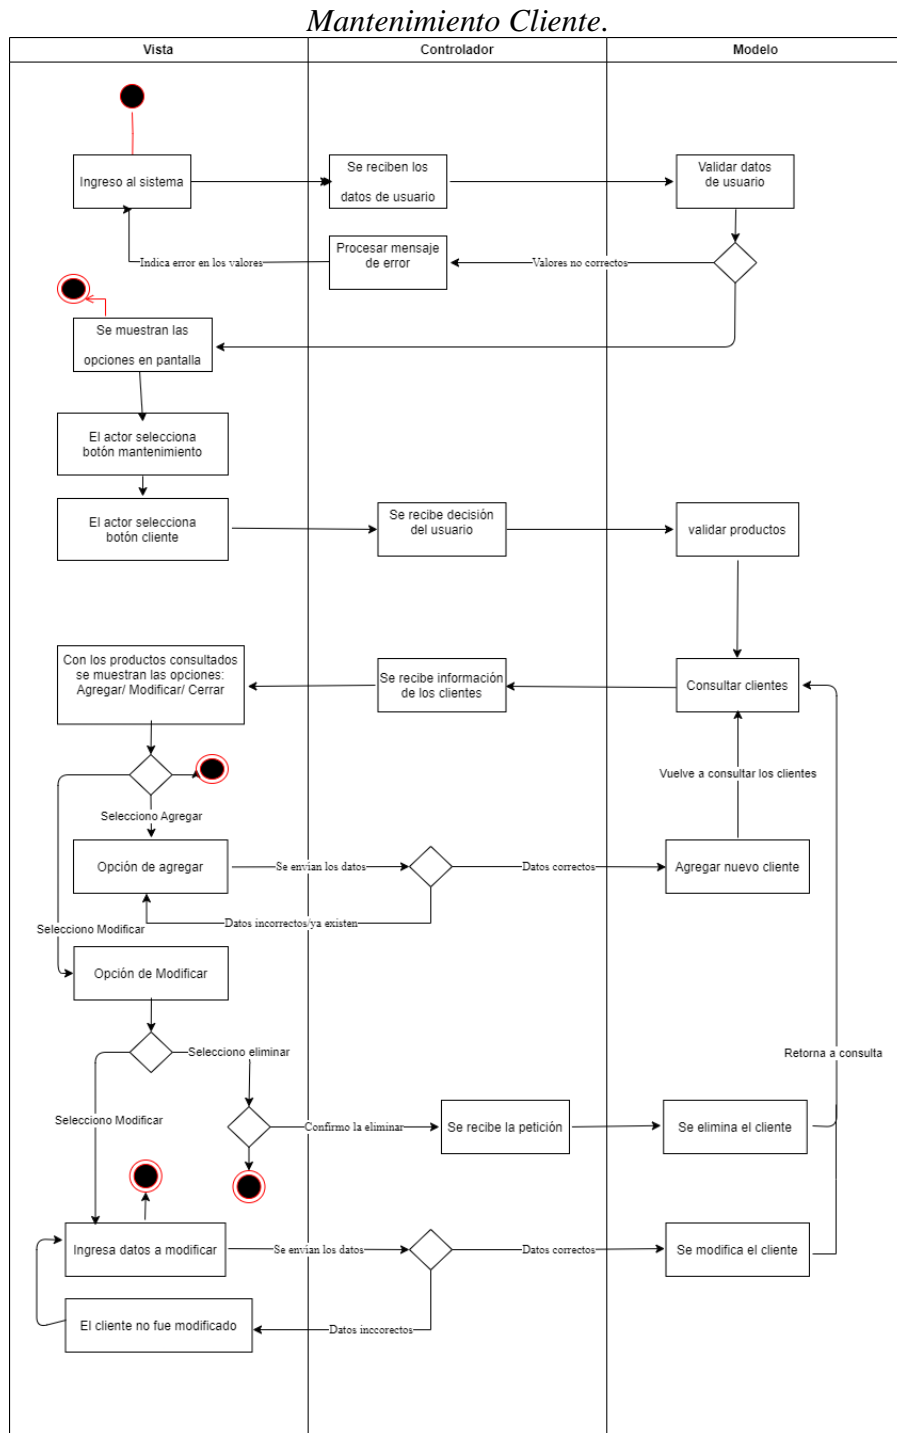 Mantenimiento Cliente.
Vista
Controlador
Modelo
Ingreso al sistema
Se reciben los
datos de usuario
Validar datos
de usuario
Procesar mensaje
de error
Indica error en los valores
Valores no correctos
Se muestran las
opciones en pantalla
El actor selecciona
botón mantenimiento
El actor selecciona
botón cliente
Se recibe decisión
del usuario
validar productos
Con los productos consultados
se muestran las opciones:
Agregar/ Modificar/ Cerrar
Se recibe información
de los clientes
Consultar clientes
Vuelve a consultar los clientes
Selecciono Agregar
Opción de agregar
Se envían los datos
Datos correctos
Agregar nuevo cliente
Datos incorrectos/ya existen
Selecciono Modificar
Opción de Modificar
Selecciono eliminar
Retorna a consulta
Selecciono Modificar
Confirmo la eliminar
Se recibe la petición
Se elimina el cliente
Ingresa datos a modificar
Se envían los datos
Datos correctos
Se modifica el cliente
El cliente no fue modificado
Datos inccorectos